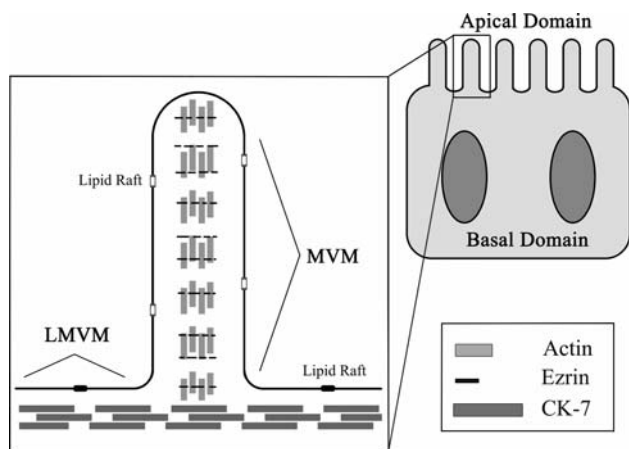 Apical Domain
Lipid Raft
MVM
Basal Domain
LMVM
Lipid Raft
Actin
Ezrin
CK-7